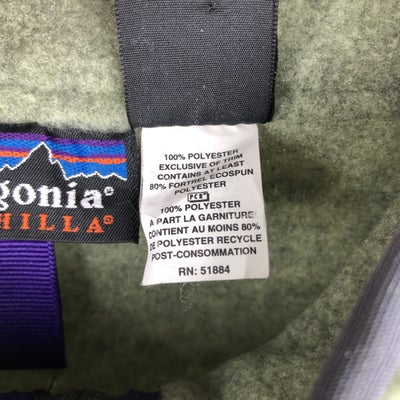 gonia®
HILLA®
100% POLYESTER
EXCLUSIVE OF TRIM
CONTAINS AT LEAST
80% FORTREL ECOSPUN
POLYESTER
PCR
100% POLYESTER
A PART LA GARNITURE
CONTIENT AU MOINS 80%
DE POLYESTER RECYCLE
POST-CONSOMMATION
RN: 51884